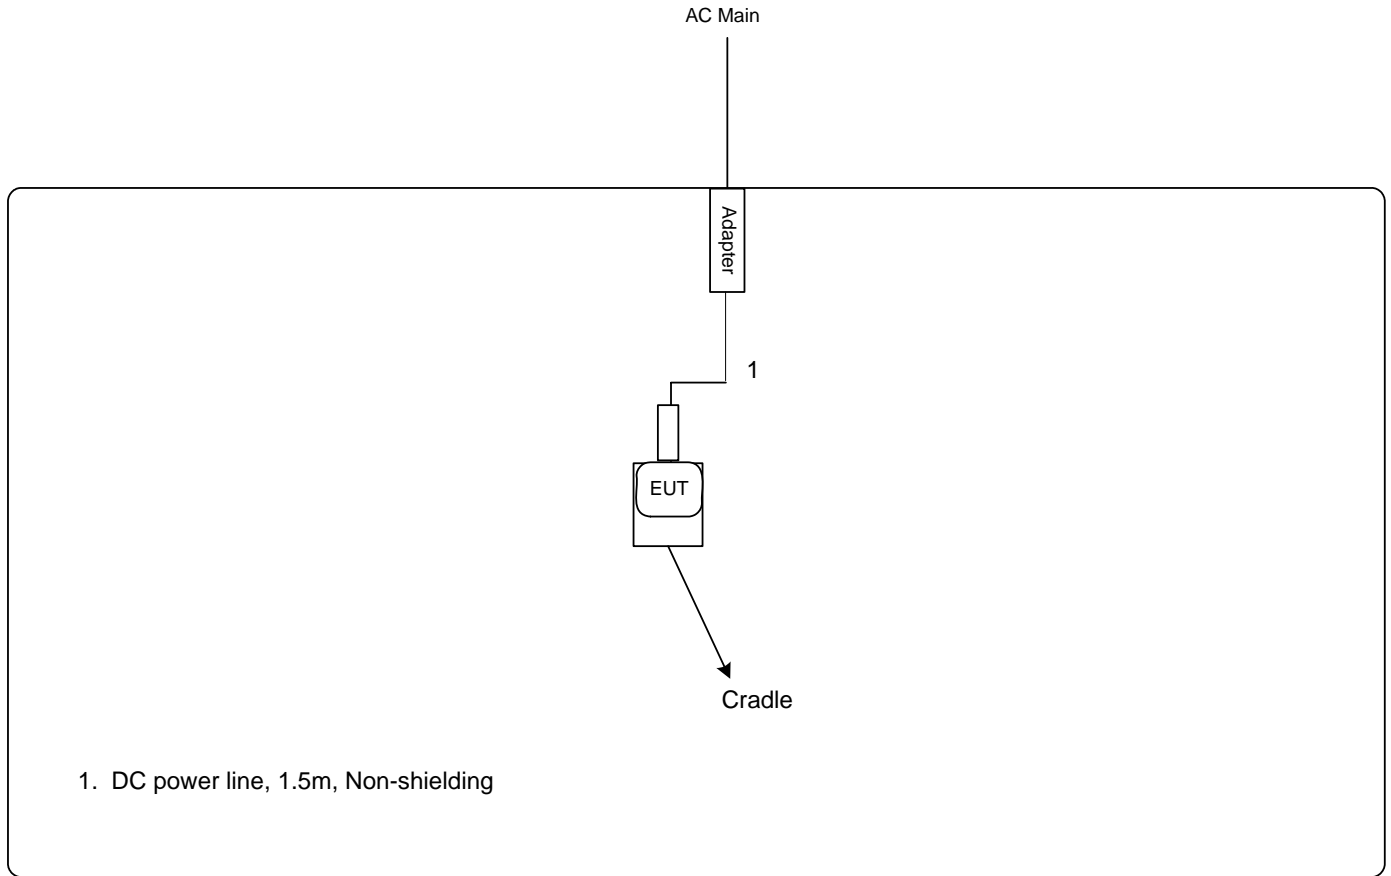 AC Main
Adapter
1
EUT
Cradle
1. DC power line, 1.5m, Non-shielding